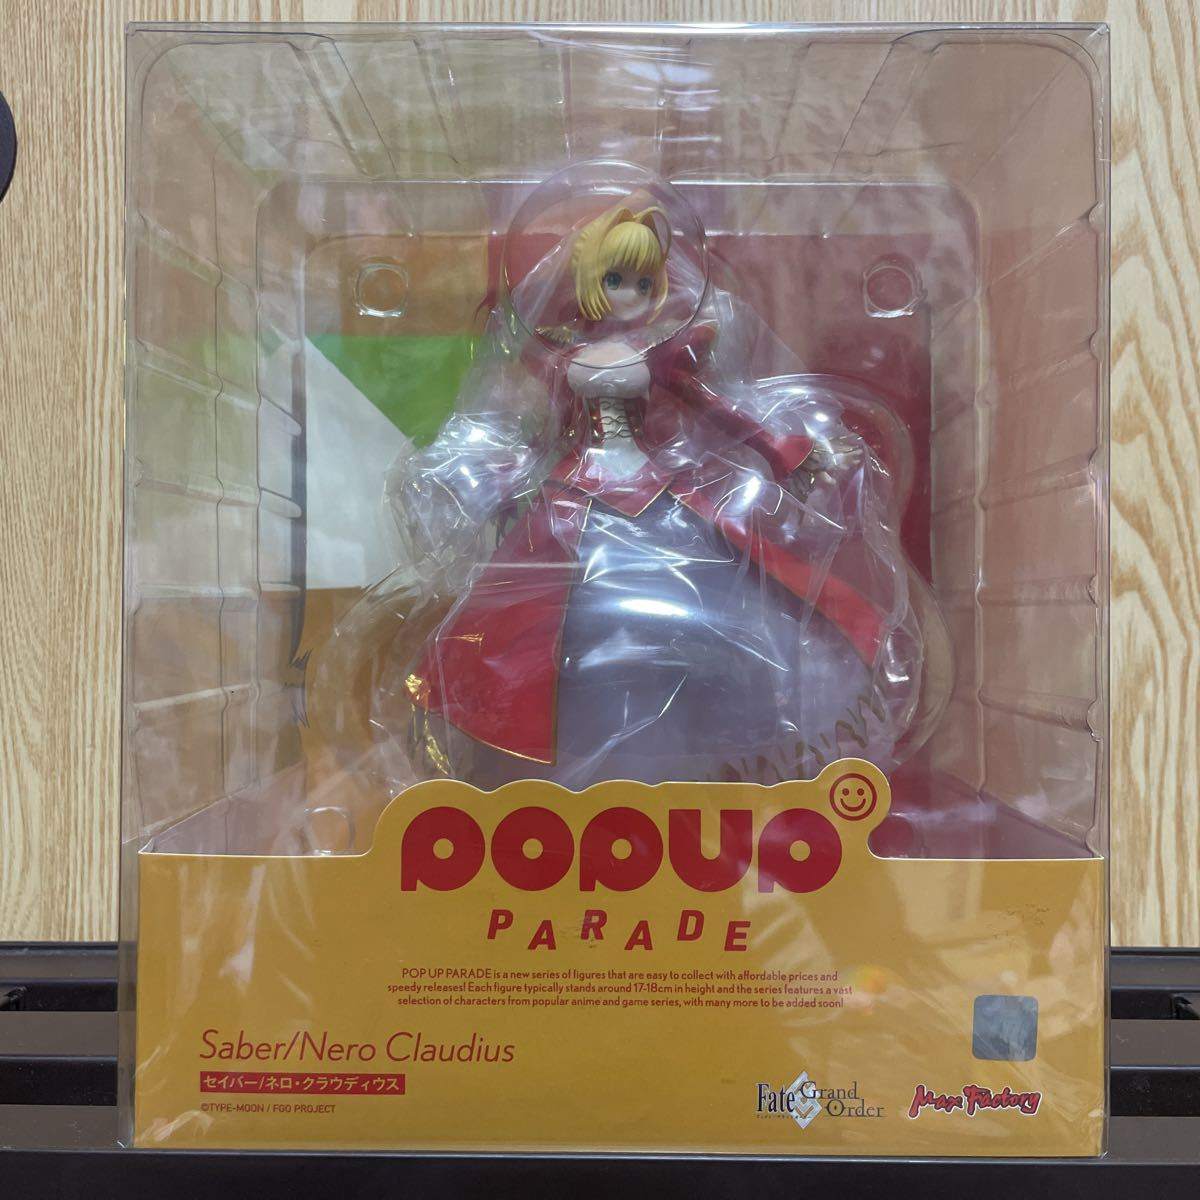 POPUP
PARADE
POP UP PARADE is a new series of figures that are easy to collect with affordable prices and
speedy releases! Each figure typically stands around 17-18cm in height and the series features a vast
selection of characters from popular anime and game series, with many more to be added soon!
Saber/Nero Claudius
セイバー/ネロ・クラウディウス
©TYPE-MOON / FGO PROJECT
Fate Grand Order
Max Factory